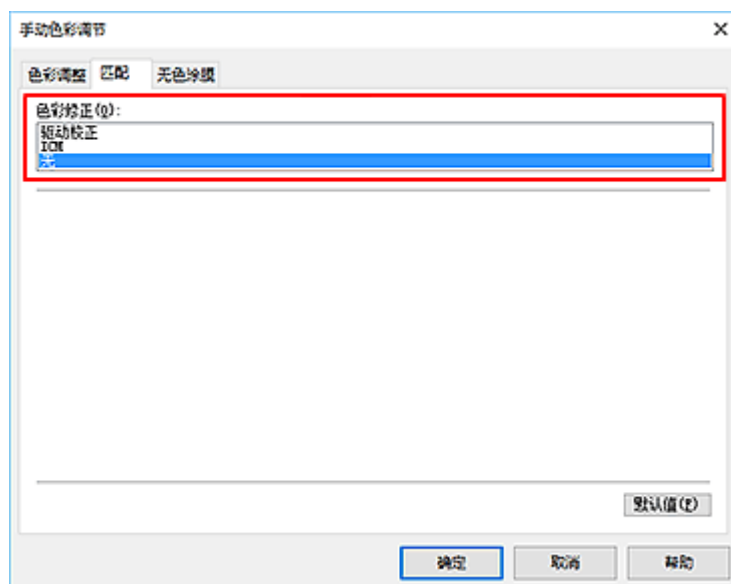 手动色彩调节
色彩调整 匹配 无色涂膜
色彩修正(O):
驱动校正
ICM
无
默认值(F)
确定 取消 帮助